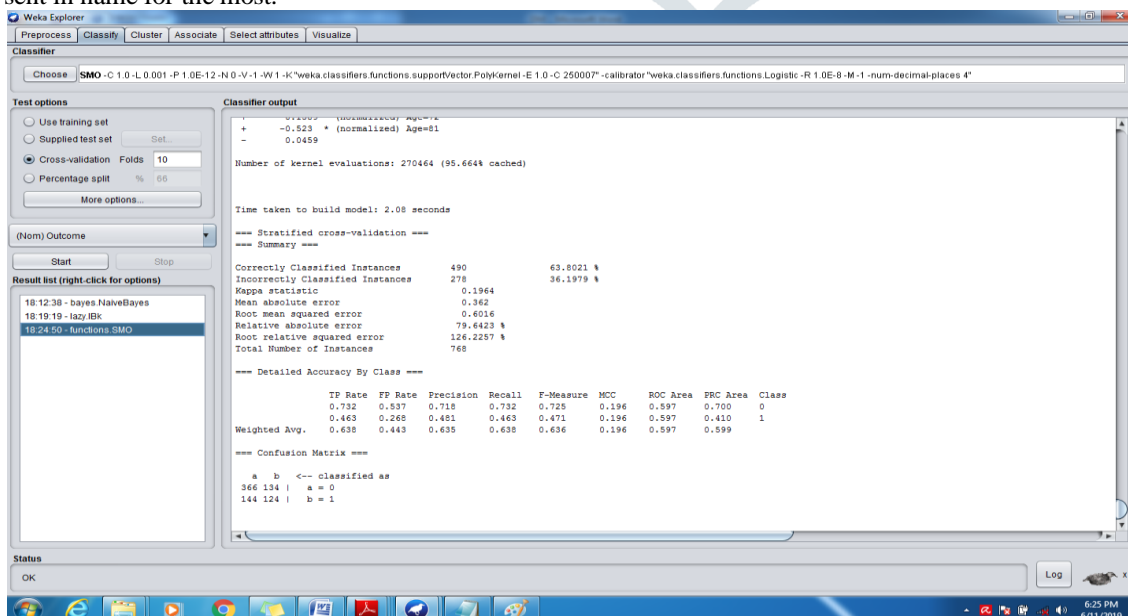 sent in name for the most.
Weka Explorer
Preprocess Classify Cluster Associate Select attributes Visualize
Classifier
Choose SMO -C 1.0 -L 0.001 -P 1.0E-12 -N 0 -V -1 -W 1 -K "weka.classifiers.functions.supportVector.PolyKernel -E 1.0 -C 250007" -calibrator "weka.classifiers.functions.Logistic -R 1.0E-8 -M -1 -num-decimal-places 4"
Test options
Use training set
Supplied test set Set...
Cross-validation Folds 10
Percentage split % 66
More options...
(Nom) Outcome
Start Stop
Result list (right-click for options)
18:12:38 - bayes.NaiveBayes
18:19:19 - lazy.IBk
18:24:50 - functions.SMO
Classifier output
+ -0.523 * (normalized) Age=81
- 0.0459
Number of kernel evaluations: 270464 (95.664% cached)
Time taken to build model: 2.08 seconds
=== Stratified cross-validation ===
=== Summary ===
Correctly Classified Instances 490 63.8021 %
Incorrectly Classified Instances 278 36.1979 %
Kappa statistic 0.1964
Mean absolute error 0.362
Root mean squared error 0.6016
Relative absolute error 79.6423 %
Root relative squared error 126.2257 %
Total Number of Instances 768
=== Detailed Accuracy By Class ===
TP Rate FP Rate Precision Recall F-Measure MCC ROC Area PRC Area Class
0.732 0.537 0.718 0.732 0.725 0.196 0.597 0.700 0
0.463 0.268 0.481 0.463 0.471 0.196 0.597 0.410 1
Weighted Avg. 0.638 0.443 0.635 0.638 0.636 0.196 0.597 0.599
=== Confusion Matrix ===
a b <-- classified as
366 134 | a = 0
144 124 | b = 1
Status
OK
Log
x
6:25 PM
6/11/2019